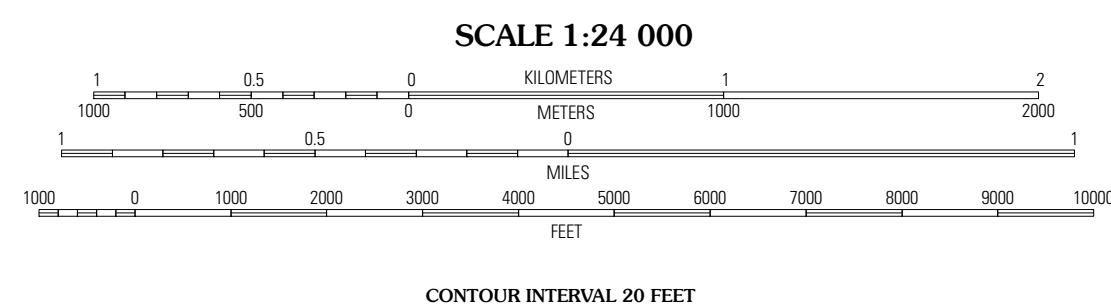 SCALE 1:24 000
1 0.5 0 KILOMETERS 1 2
1000 500 0 METERS 1000 2000
1 0.5 0 1
MILES
1000 0 1000 2000 3000 4000 5000 6000 7000 8000 9000 10000
FEET
CONTOUR INTERVAL 20 FEET